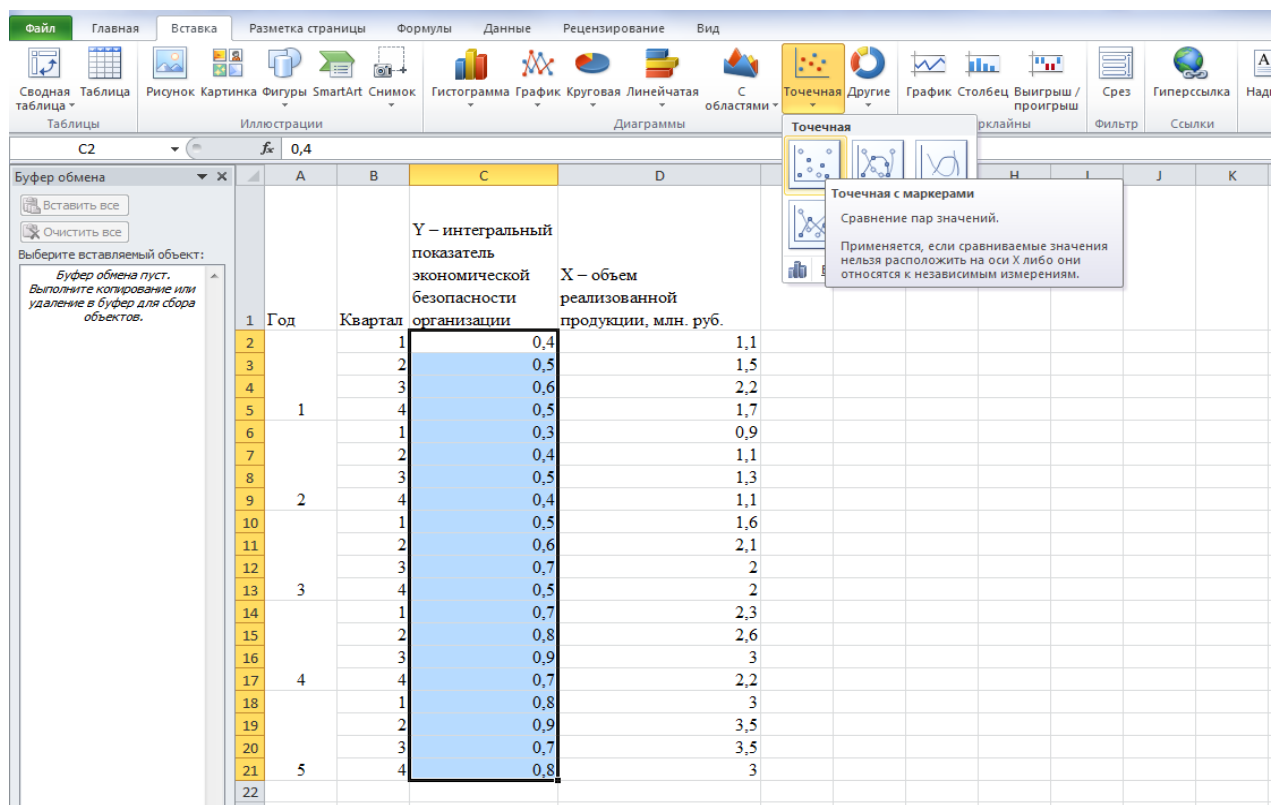 Файл Главная Вставка Разметка страницы Формулы Данные Рецензирование Вид
Сводная таблица Таблица Рисунок Картинка Фигуры SmartArt Снимок Гистограмма График Круговая Линейчатая С областями Точечная Другие График Столбец Выигрыш / проигрыш Срез Гиперссылка
Таблицы Иллюстрации Диаграммы Фильтр Ссылки
Точечная
C2 fx 0,4
Буфер обмена A B C D H I J K
Точечная с маркерами
Сравнение пар значений.
Применяется, если сравниваемые значения
нельзя расположить на оси X либо они
относятся к независимым измерениям.
Вставить все
Очистить все
Выберите вставляемый объект:
Буфер обмена пуст.
Выполните копирование или
удаление в буфер для сбора
объектов.
1 Год Квартал Y – интегральный показатель экономической безопасности организации X – объем реализованной продукции, млн. руб.
2 1 0,4 1,1
3 2 0,5 1,5
4 3 0,6 2,2
5 1 4 0,5 1,7
6 1 0,3 0,9
7 2 0,4 1,1
8 3 0,5 1,3
9 2 4 0,4 1,1
10 1 0,5 1,6
11 2 0,6 2,1
12 3 0,7 2
13 3 4 0,5 2
14 1 0,7 2,3
15 2 0,8 2,6
16 3 0,9 3
17 4 4 0,7 2,2
18 1 0,8 3
19 2 0,9 3,5
20 3 0,7 3,5
21 5 4 0,8 3
22